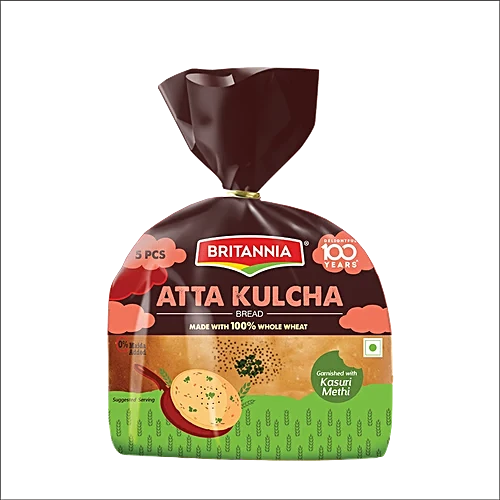 5 PCS
BRITANNIA®
DELIGHTFUL
100
YEARS
ATTA KULCHA
BREAD
MADE WITH 100% WHOLE WHEAT
0% Maida
Added
Garnished with
Kasuri
Methi
Suggested Serving